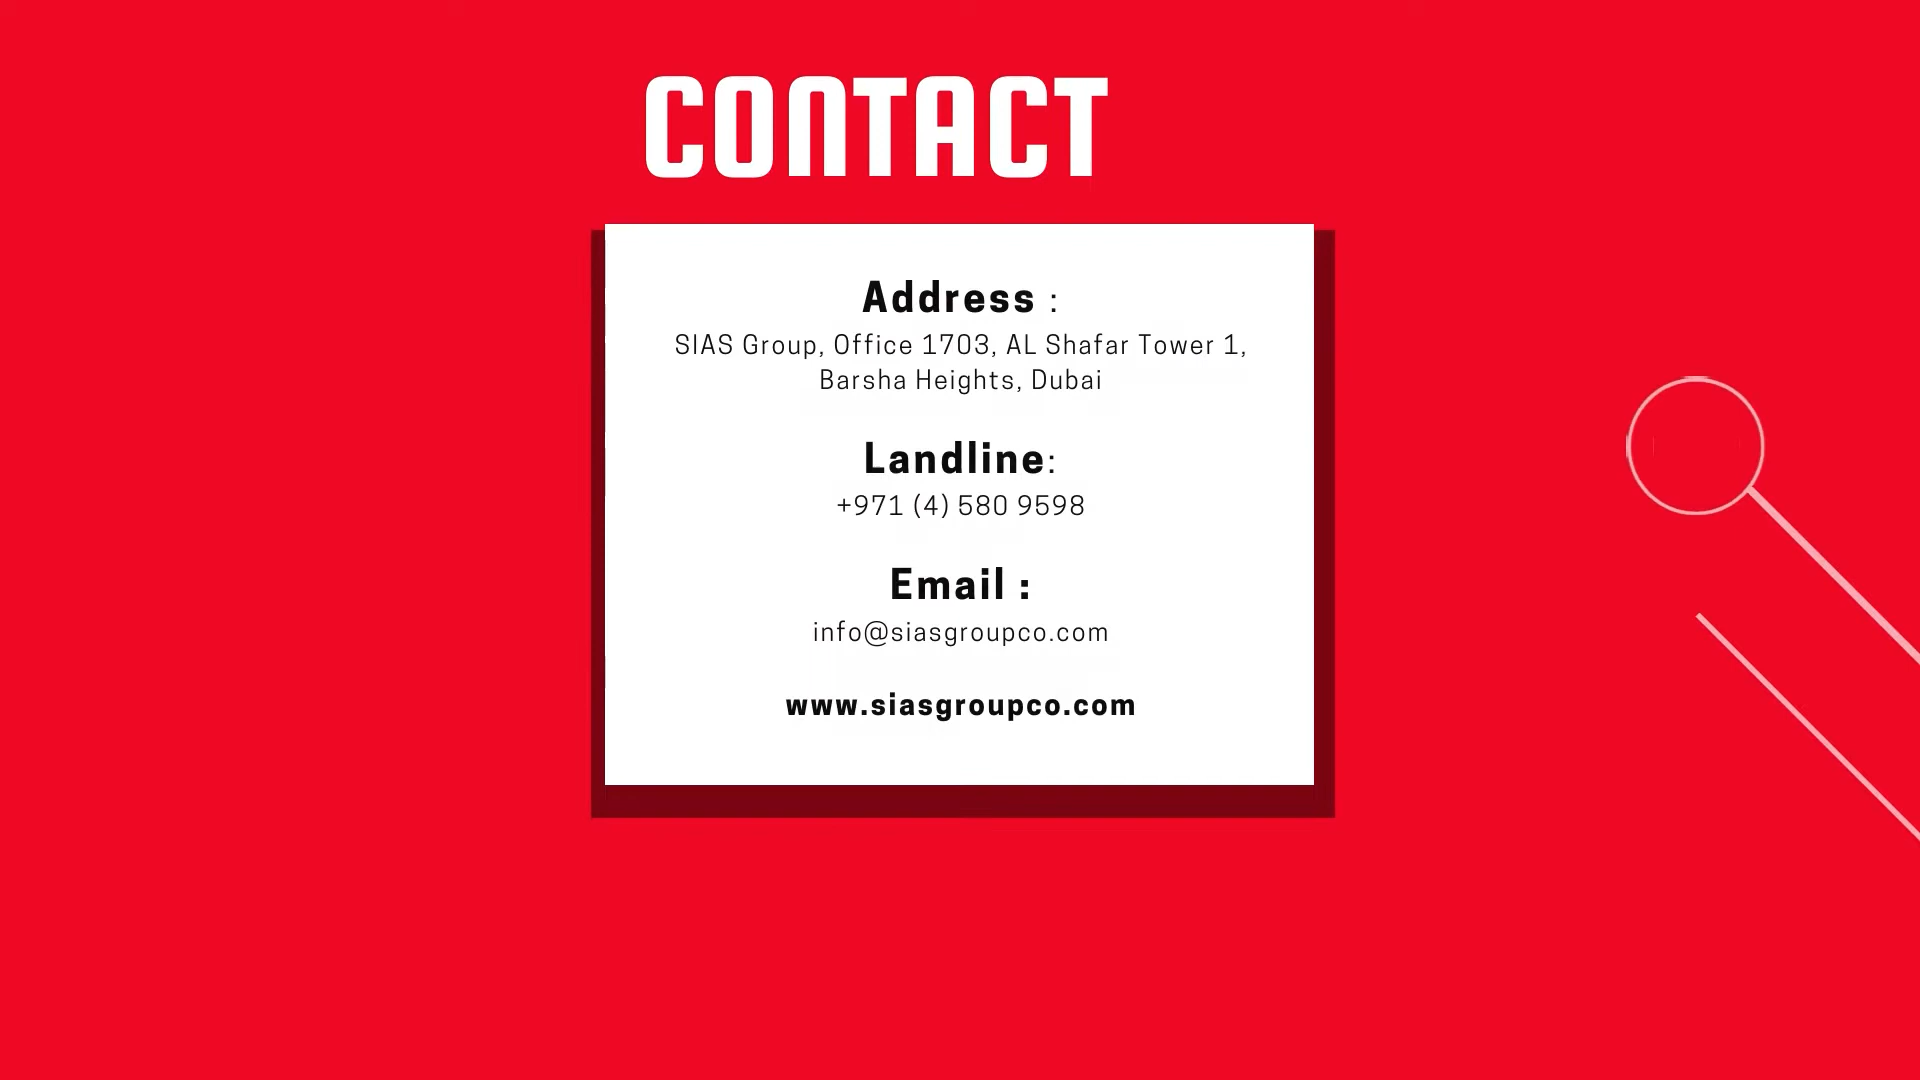 CONTACT
Address :
SIAS Group, Office 1703, AL Shafar Tower 1,
Barsha Heights, Dubai
Landline:
+971 (4) 580 9598
Email :
info@siasgroupco.com
www.siasgroupco.com